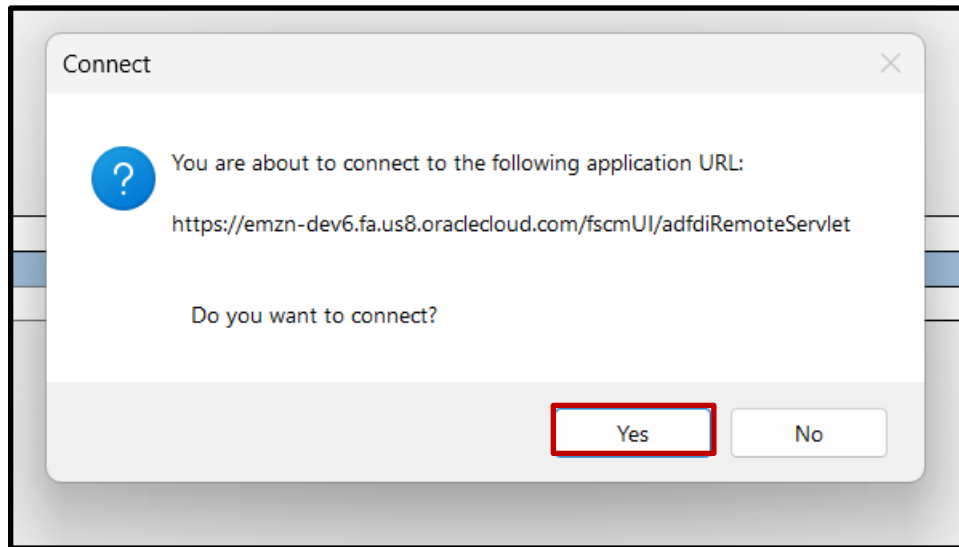 Connect
?
You are about to connect to the following application URL:
https://emzn-dev6.fa.us8.oraclecloud.com/fscmUI/adfdiRemoteServlet
Do you want to connect?
Yes No